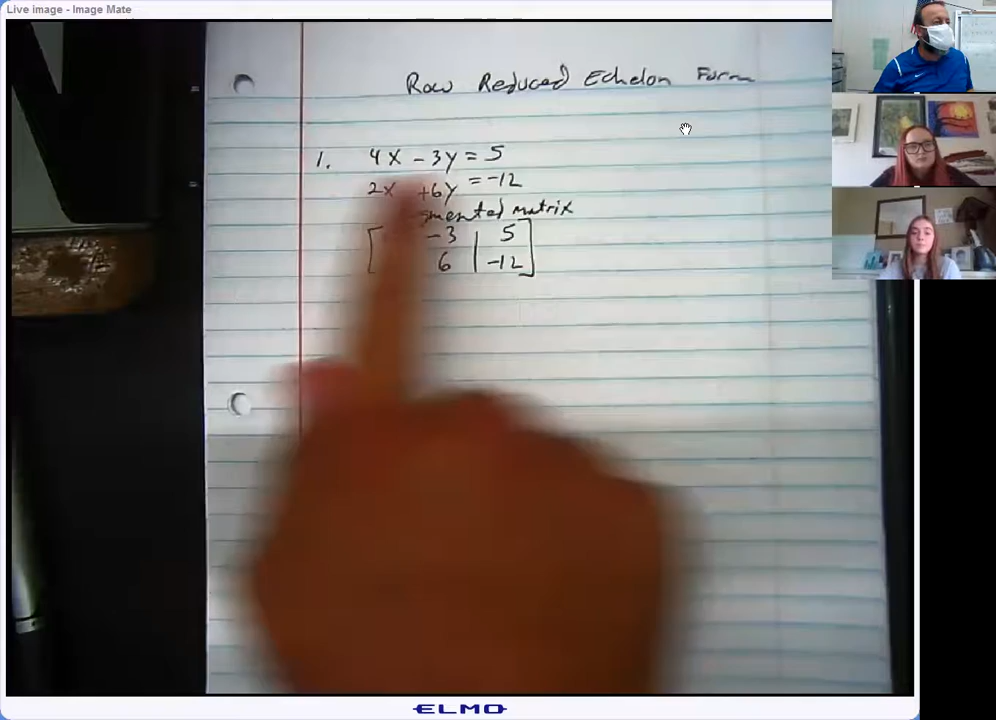 Live image - Image Mate
Row Reduced Echelon Form
1. 4x - 3y = 5
2x +6y = -12
matrix
-3 | 5
6 | -12
ELMO